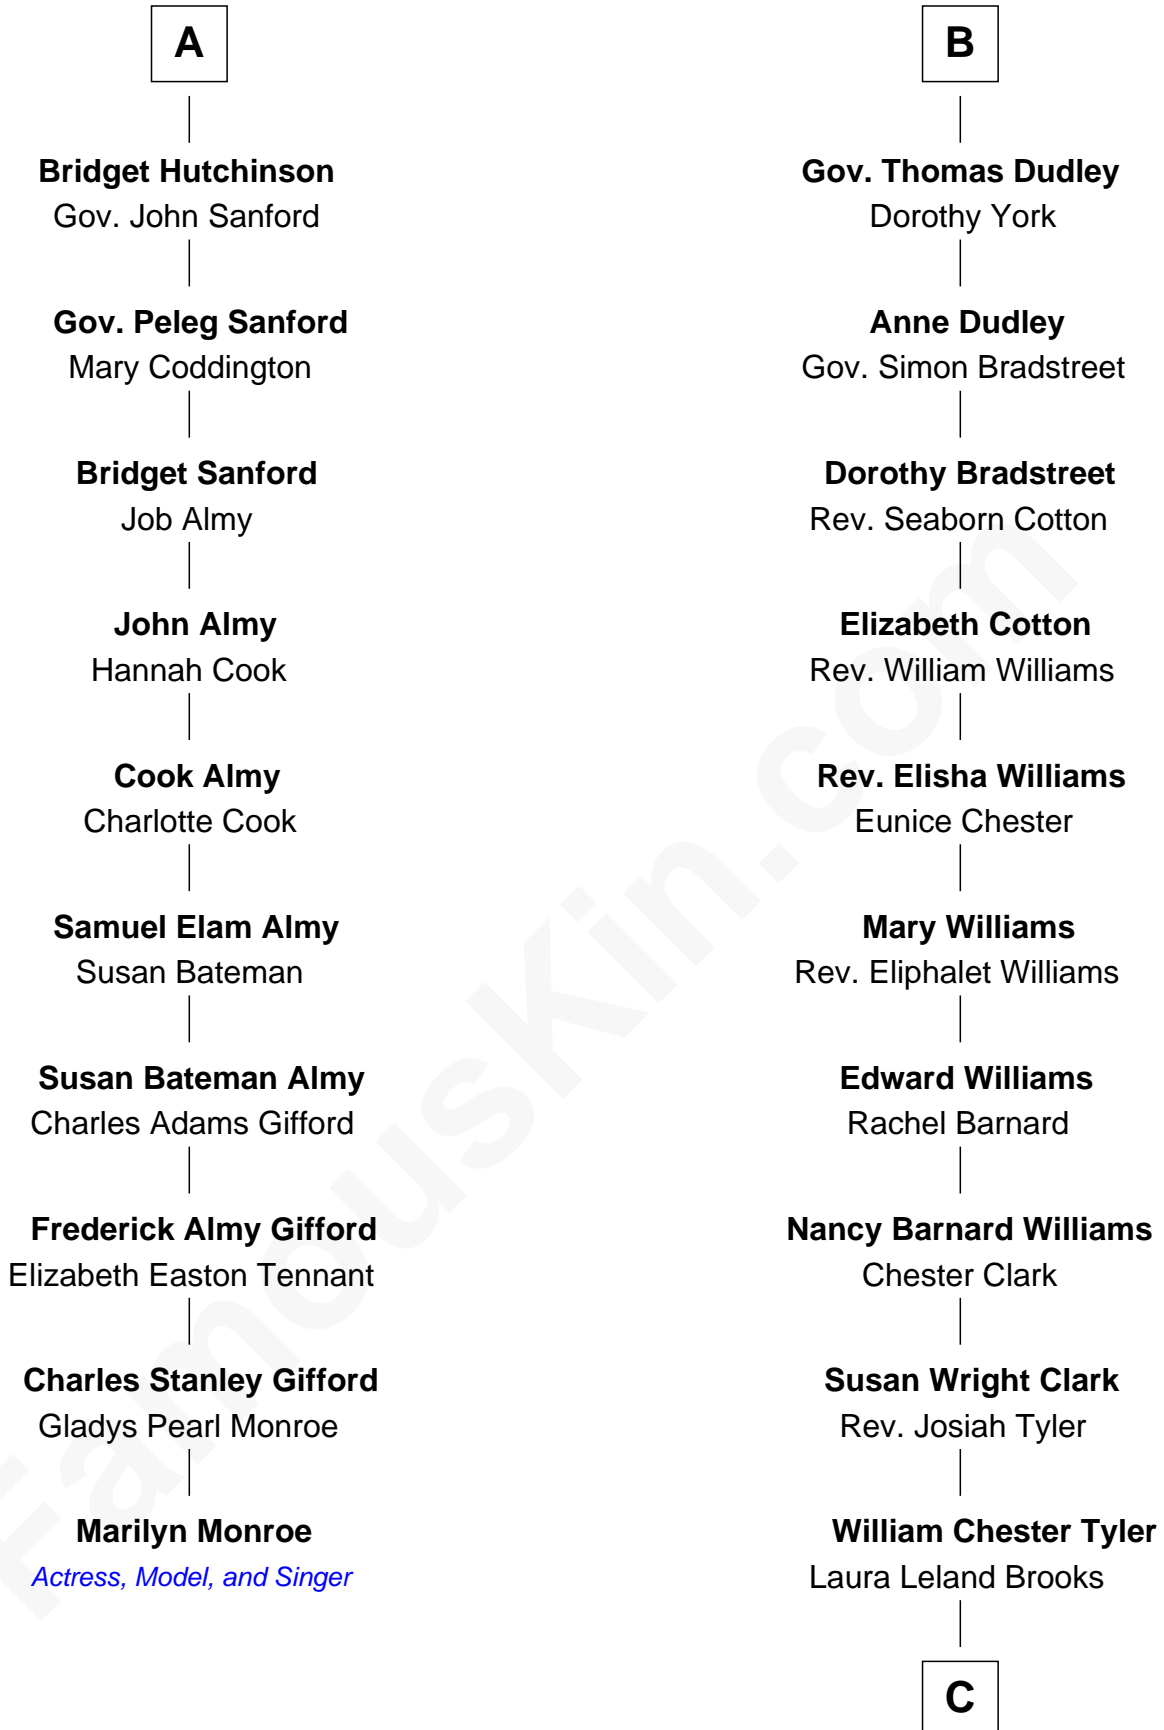 A
Bridget Hutchinson
Gov. John Sanford
Gov. Peleg Sanford
Mary Coddington
Bridget Sanford
Job Almy
John Almy
Hannah Cook
Cook Almy
Charlotte Cook
Samuel Elam Almy
Susan Bateman
Susan Bateman Almy
Charles Adams Gifford
Frederick Almy Gifford
Elizabeth Easton Tennant
Charles Stanley Gifford
Gladys Pearl Monroe
Marilyn Monroe
Actress, Model, and Singer
B
Gov. Thomas Dudley
Dorothy York
Anne Dudley
Gov. Simon Bradstreet
Dorothy Bradstreet
Rev. Seaborn Cotton
Elizabeth Cotton
Rev. William Williams
Rev. Elisha Williams
Eunice Chester
Mary Williams
Rev. Eliphalet Williams
Edward Williams
Rachel Barnard
Nancy Barnard Williams
Chester Clark
Susan Wright Clark
Rev. Josiah Tyler
William Chester Tyler
Laura Leland Brooks
C
FamousKin.com